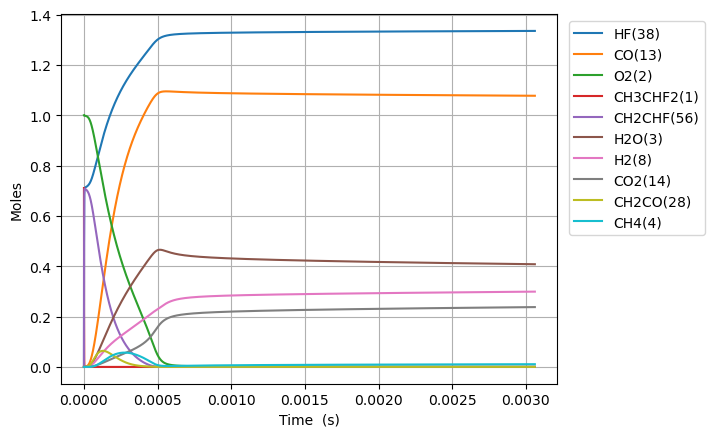 1.4
1.2
1.0
0.8
0.6
0.4
0.2
0.0
Moles
0.0000
0.0005
0.0010
0.0015
0.0020
0.0025
0.0030
Time (s)
HF(38)
CO(13)
O2(2)
CH3CHF2(1)
CH2CHF(56)
H2O(3)
H2(8)
CO2(14)
CH2CO(28)
CH4(4)